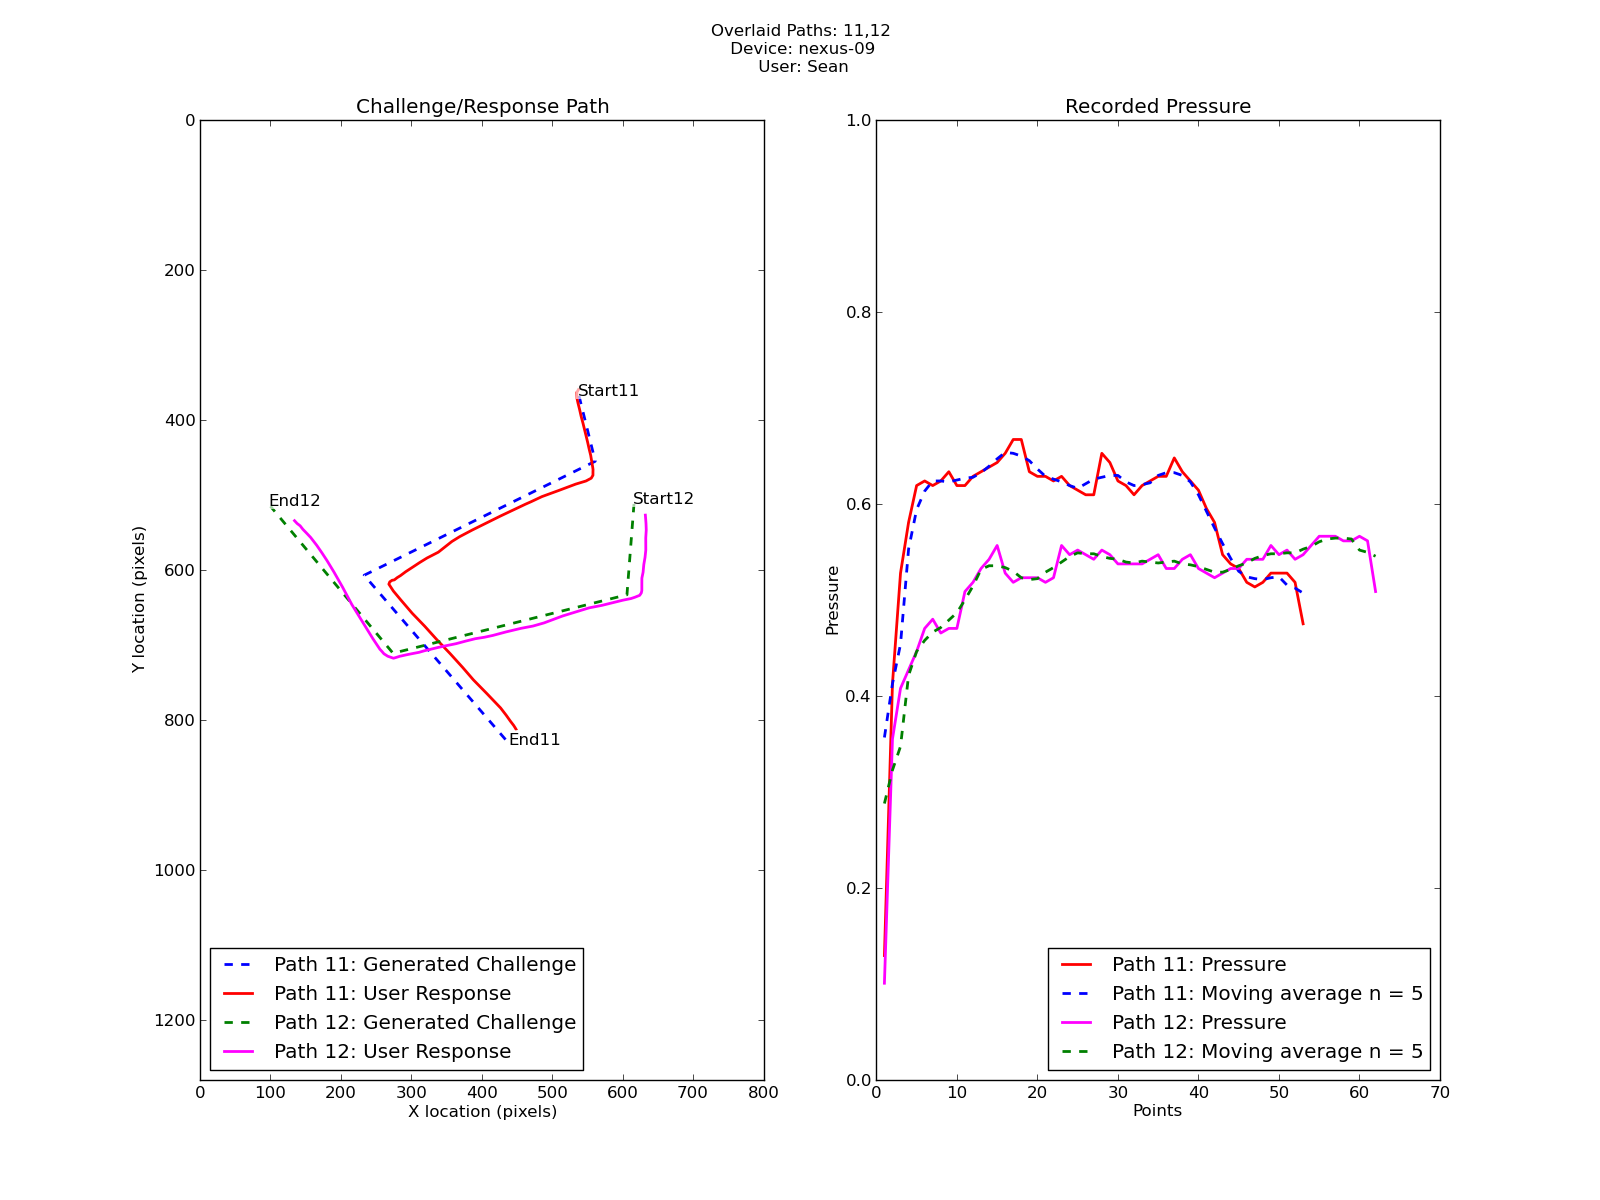 Overlaid Paths: 11,12
Device: nexus-09
User: Sean
Challenge/Response Path
0
200
400
600
800
1000
1200
Y location (pixels)
Start11
End12
Start12
End11
Path 11: Generated Challenge
Path 11: User Response
Path 12: Generated Challenge
Path 12: User Response
0 100 200 300 400 500 600 700 800
X location (pixels)
Recorded Pressure
1.0
0.8
0.6
0.4
0.2
0.0
Pressure
Path 11: Pressure
Path 11: Moving average n = 5
Path 12: Pressure
Path 12: Moving average n = 5
0 10 20 30 40 50 60 70
Points